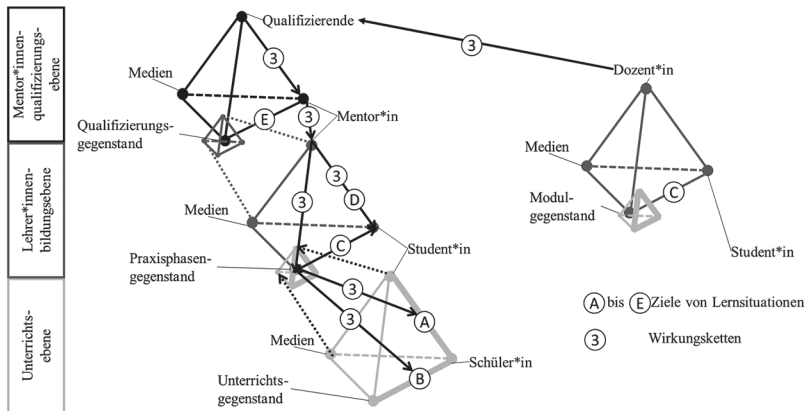 Mentor*innen-
qualifizierungs-
ebene
Lehrer*innen-
bildungsebene
Unterrichts-
ebene
Qualifizierende
3
Dozent*in
3
Medien
E
3
Mentor*in
Qualifizierungs-
gegenstand
3
D
3
Medien
C
Student*in
Praxisphasen-
gegenstand
3
A
3
Medien
Schüler*in
B
Unterrichts-
gegenstand
Medien
C
Modul-
gegenstand
Student*in
A bis E Ziele von Lernsituationen
3 Wirkungsketten